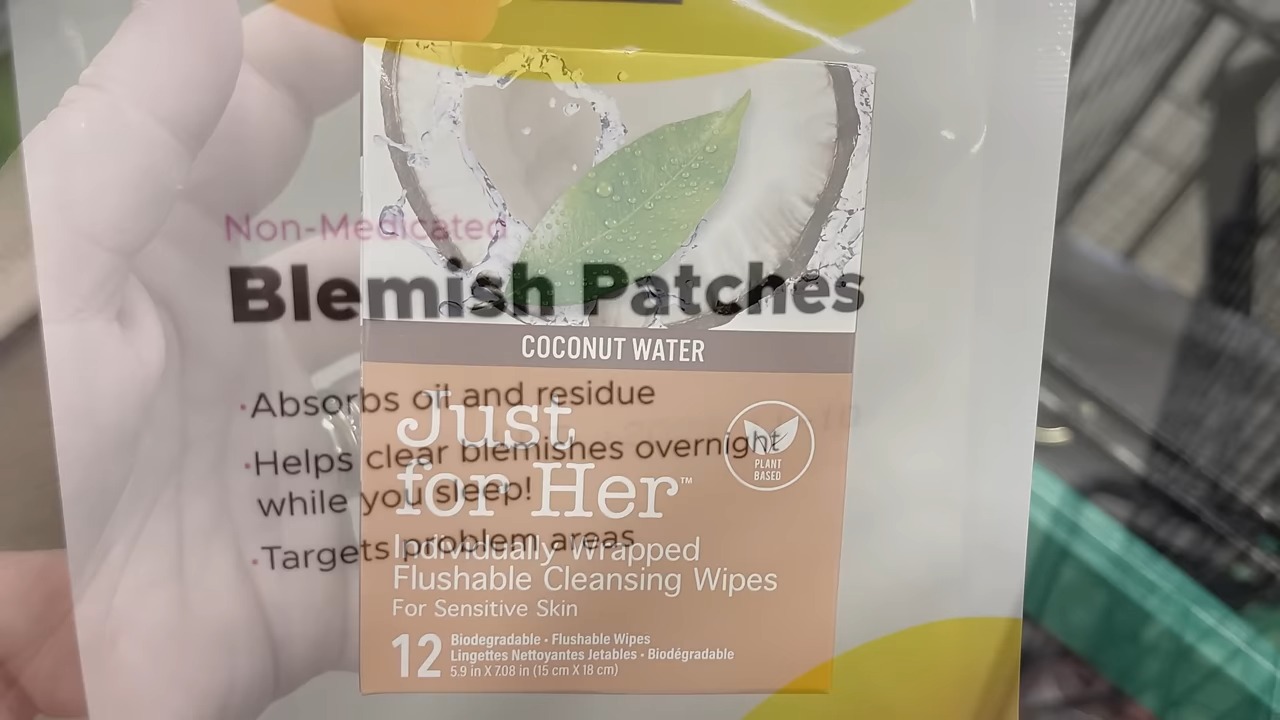 Non-Medicated
Blemish Patches
·Absorbs oil and residue
·Helps clear blemishes overnight
while you sleep!
·Targets problem areas
COCONUT WATER
Just
for Her™
PLANT
BASED
Individually Wrapped
Flushable Cleansing Wipes
For Sensitive Skin
12
Biodegradable • Flushable Wipes
Lingettes Nettoyantes Jetables • Biodégradable
5.9 in X 7.08 in (15 cm X 18 cm)